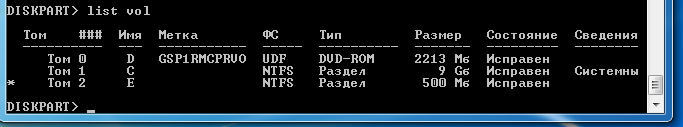 DISKPART> list vol
Том ### Имя Метка ФС Тип Размер Состояние Сведения
Том 0 D GSP1RMCPRVO UDF DVD-ROM 2213 Мб Исправен
Том 1 C NTFS Раздел 9 Gб Исправен Системны
* Том 2 E NTFS Раздел 500 Мб Исправен
DISKPART> _